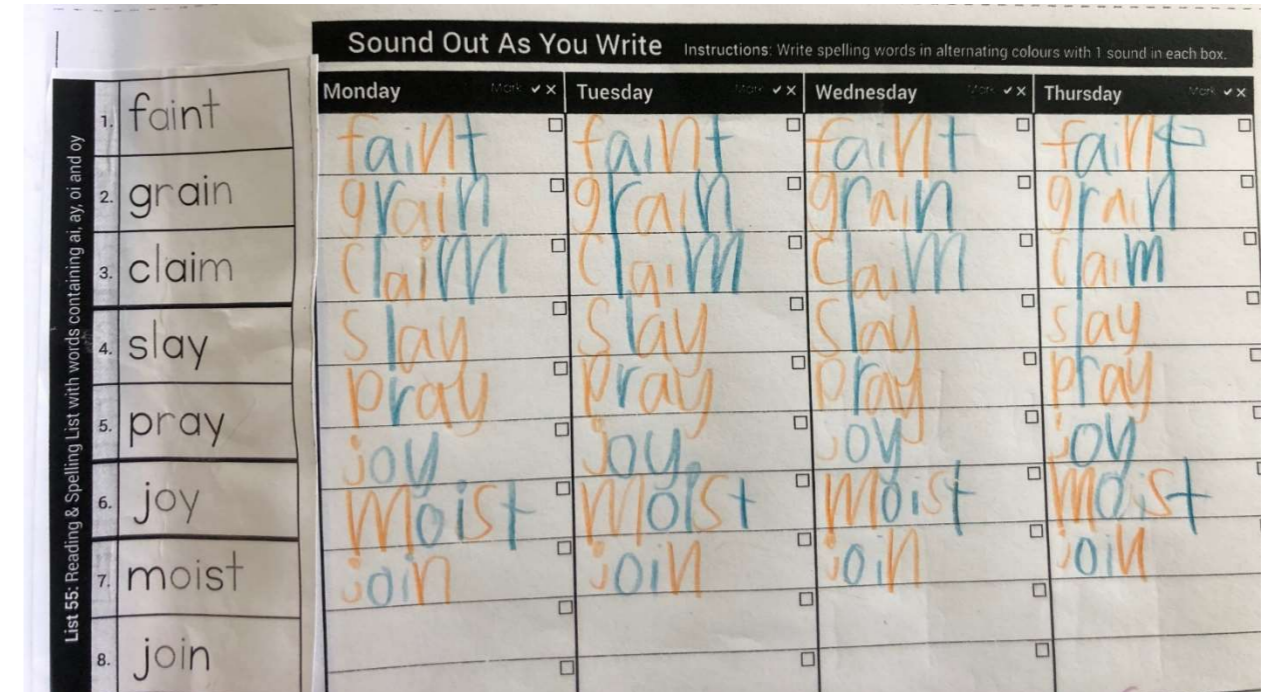 Sound Out As You Write Instructions: Write spelling words in alternating colours with 1 sound in each box.
Monday Mark ✓ ✗ Tuesday Mark ✓ ✗ Wednesday Mark ✓ ✗ Thursday Mark ✓ ✗
List 55: Reading & Spelling List with words containing ai, ay, oi and oy
1. faint faint faint faint faint
2. grain grain grain grain grain
3. claim claim claim claim claim
4. slay slay slay slay slay
5. pray pray pray pray pray
6. joy joy joy joy joy
7. moist moist moist moist moist
8. join join join join join